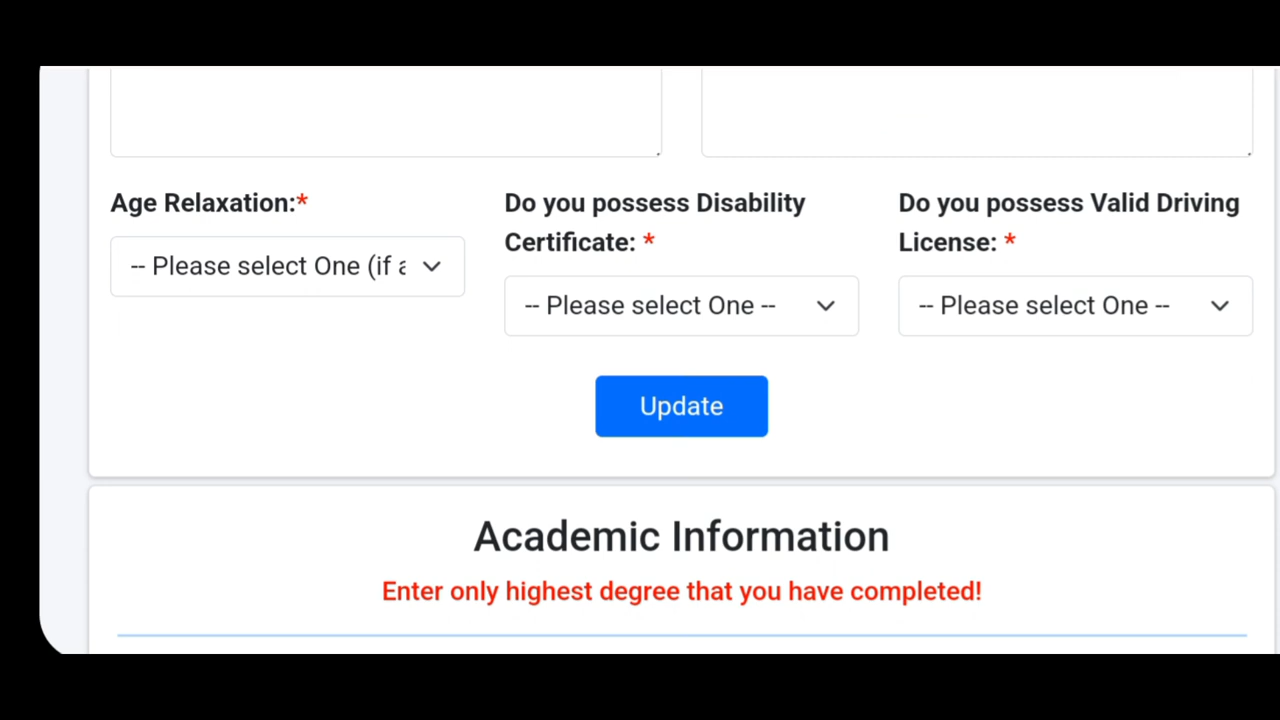 Age Relaxation:*
Do you possess Disability
Certificate: *
Do you possess Valid Driving
License: *
-- Please select One (if
-- Please select One --
-- Please select One --
Update
Academic Information
Enter only highest degree that you have completed!